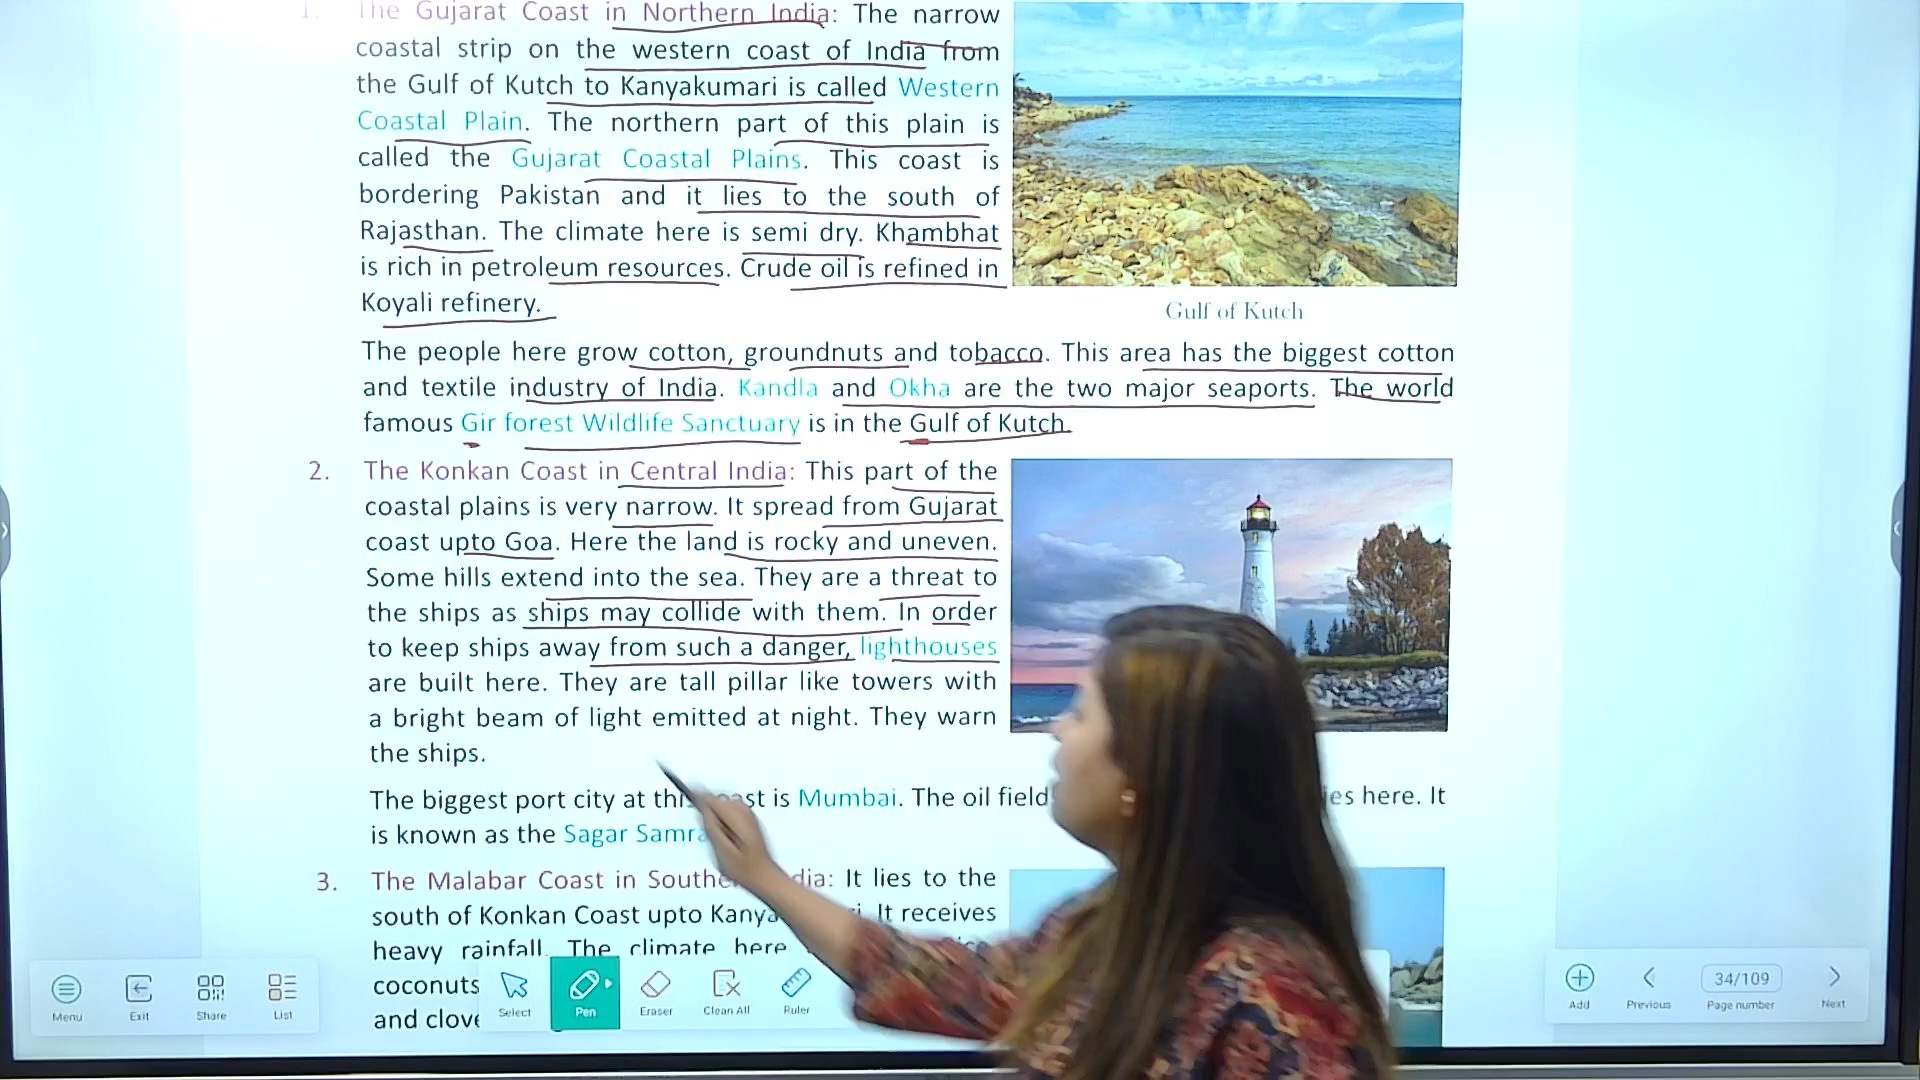 1. The Gujarat Coast in Northern India: The narrow
coastal strip on the western coast of India from
the Gulf of Kutch to Kanyakumari is called Western
Coastal Plain. The northern part of this plain is
called the Gujarat Coastal Plains. This coast is
bordering Pakistan and it lies to the south of
Rajasthan. The climate here is semi dry. Khambhat
is rich in petroleum resources. Crude oil is refined in
Koyali refinery.
Gulf of Kutch
The people here grow cotton, groundnuts and tobacco. This area has the biggest cotton
and textile industry of India. Kandla and Okha are the two major seaports. The world
famous Gir forest Wildlife Sanctuary is in the Gulf of Kutch.
2. The Konkan Coast in Central India: This part of the
coastal plains is very narrow. It spread from Gujarat
coast upto Goa. Here the land is rocky and uneven.
Some hills extend into the sea. They are a threat to
the ships as ships may collide with them. In order
to keep ships away from such a danger, lighthouses
are built here. They are tall pillar like towers with
a bright beam of light emitted at night. They warn
the ships.
The biggest port city at this is Mumbai. The oil field here. It
is known as the Sagar
3. The Malabar Coast in India: It lies to the
south of Konkan Coast upto It receives
heavy rainfall. The climate here
coconuts
and
Menu
Exit
Share
List
Select
Pen
Eraser
Clean All
Ruler
Add
Previous
34/109
Page number
Next